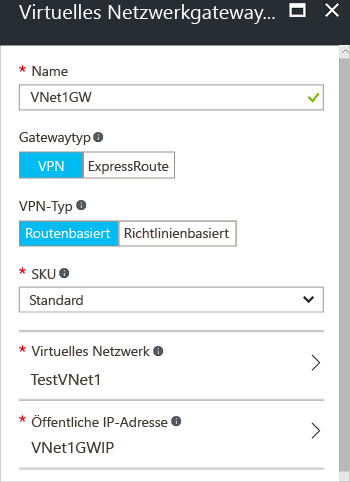 Virtuelles Netzwerkgateway...
* Name
VNet1GW
Gatewaytyp
VPN ExpressRoute
VPN-Typ
Routenbasiert Richtlinienbasiert
* SKU
Standard
* Virtuelles Netzwerk
TestVNet1
* Öffentliche IP-Adresse
VNet1GWIP